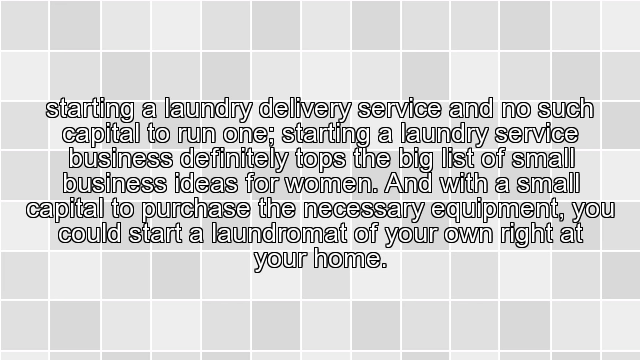 starting a laundry delivery service and no such
capital to run one; starting a laundry service
business definitely tops the big list of small
business ideas for women. And with a small
capital to purchase the necessary equipment, you
could start a laundromat of your own right at
your home.